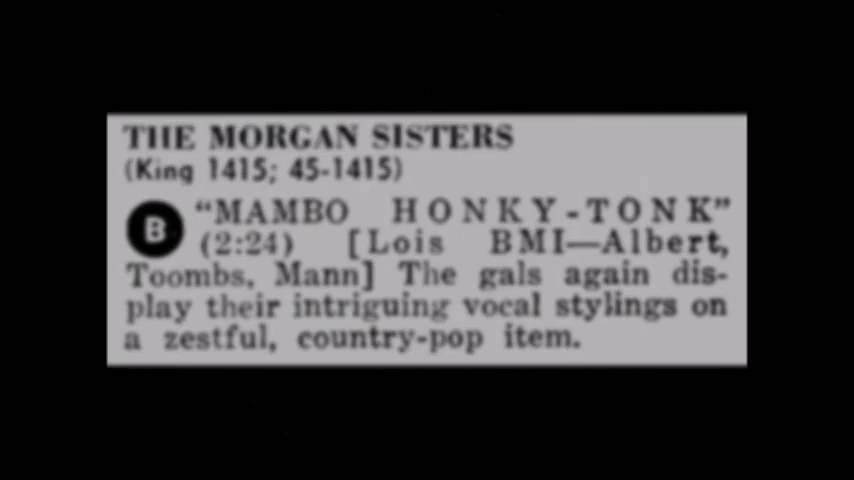 THE MORGAN SISTERS
(King 1415; 45-1415)
B "MAMBO HONKY-TONK"
(2:24) [Lois BMI—Albert,
Toombs, Mann] The gals again dis-
play their intriguing vocal stylings on
a zestful, country-pop item.